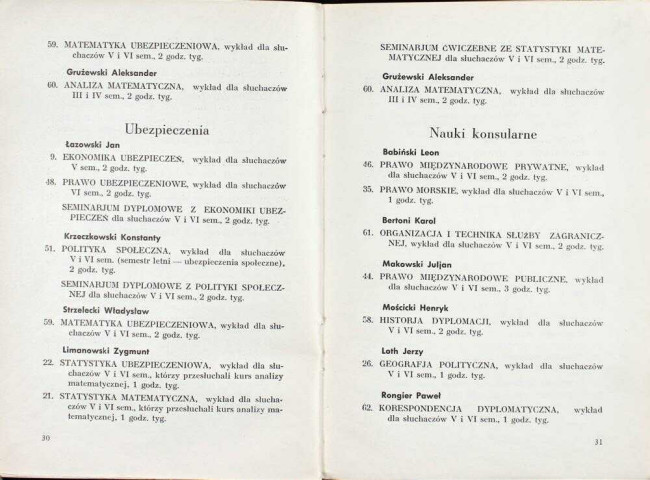 59. MATEMATYKA UBEZPIECZENIOWA, wykład dla słu-
chaczów V i VI sem., 2 godz. tyg.
Grużewski Aleksander
60. ANALIZA MATEMATYCZNA, wykład dla słuchaczów
III i IV sem., 2 godz. tyg.
Ubezpieczenia
Łazowski Jan
9. EKONOMIKA UBEZPIECZEŃ, wykład dla słuchaczów
V sem., 2 godz. tyg.
48. PRAWO UBEZPIECZENIOWE, wykład dla słuchaczów
VI sem., 2 godz. tyg.
SEMINARJUM DYPLOMOWE Z EKONOMIKI UBEZ-
PIECZEŃ dla słuchaczów V i VI sem., 2 godz. tyg.
Krzeczkowski Konstanty
51. POLITYKA SPOŁECZNA, wykład dla słuchaczów
V i VI sem. (semestr letni — ubezpieczenia społeczne),
2 godz. tyg.
SEMINARJUM DYPLOMOWE Z POLITYKI SPOŁECZ-
NEJ dla słuchaczów V i VI sem., 2 godz. tyg.
Strzelecki Władysław
59. MATEMATYKA UBEZPIECZENIOWA, wykład dla słu-
chaczów V i VI sem., 2 godz. tyg.
Limanowski Zygmunt
22. STATYSTYKA UBEZPIECZENIOWA, wykład dla słu-
chaczów V i VI sem., którzy przesłuchali kurs analizy
matematycznej, 1 godz. tyg.
21. STATYSTYKA MATEMATYCZNA, wykład dla słucha-
czów V i VI sem., którzy przesłuchali kurs analizy ma-
tematycznej, 1 godz. tyg.
30
SEMINARJUM ĆWICZEBNE ZE STATYSTYKI MATE-
MATYCZNEJ dla słuchaczów V i VI sem., 2 godz. tyg.
Grużewski Aleksander
60. ANALIZA MATEMATYCZNA, wykład dla słuchaczów
III i IV sem., 2 godz. tyg.
Nauki konsularne
Babiński Leon
46. PRAWO MIĘDZYNARODOWE PRYWATNE, wykład
dla słuchaczów V i VI sem., 2 godz. tyg.
35. PRAWO MORSKIE, wykład dla słuchaczów V i VI sem.,
1 godz. tyg.
Bertoni Karol
61. ORGANIZACJA I TECHNIKA SŁUŻBY ZAGRANICZ-
NEJ, wykład dla słuchaczów V i VI sem., 2 godz. tyg.
Makowski Juljan
44. PRAWO MIĘDZYNARODOWE PUBLICZNE, wykład
dla słuchaczów V i VI sem., 3 godz. tyg.
Mościcki Henryk
58. HISTORJA DYPLOMACJI, wykład dla słuchaczów
V i VI sem., 2 godz. tyg.
Loth Jerzy
26. GEOGRAFJA POLITYCZNA, wykład dla słuchaczów
V i VI sem., 1 godz. tyg.
Rongier Paweł
62. KORESPONDENCJA DYPLOMATYCZNA, wykład
dla słuchaczów V i VI sem., 1 godz. tyg.
31